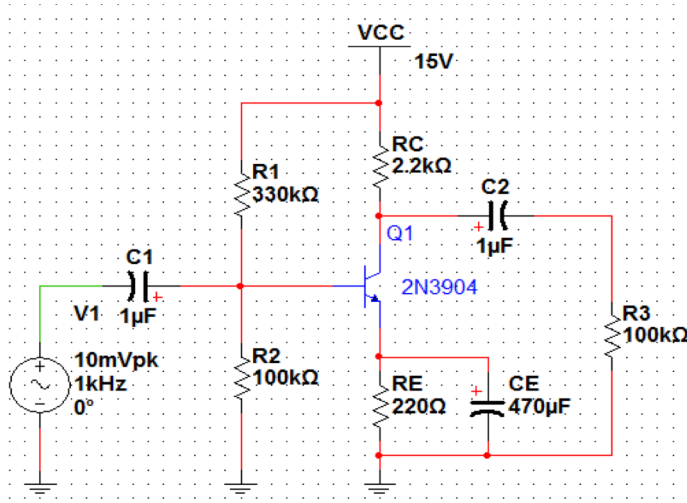 VCC
15V
R1
330kΩ
RC
2.2kΩ
C2
+
1µF
Q1
2N3904
C1
+
1µF
V1
+
10mVpk
1kHz
0°
R2
100kΩ
RE
220Ω
+
CE
470µF
R3
100kΩ